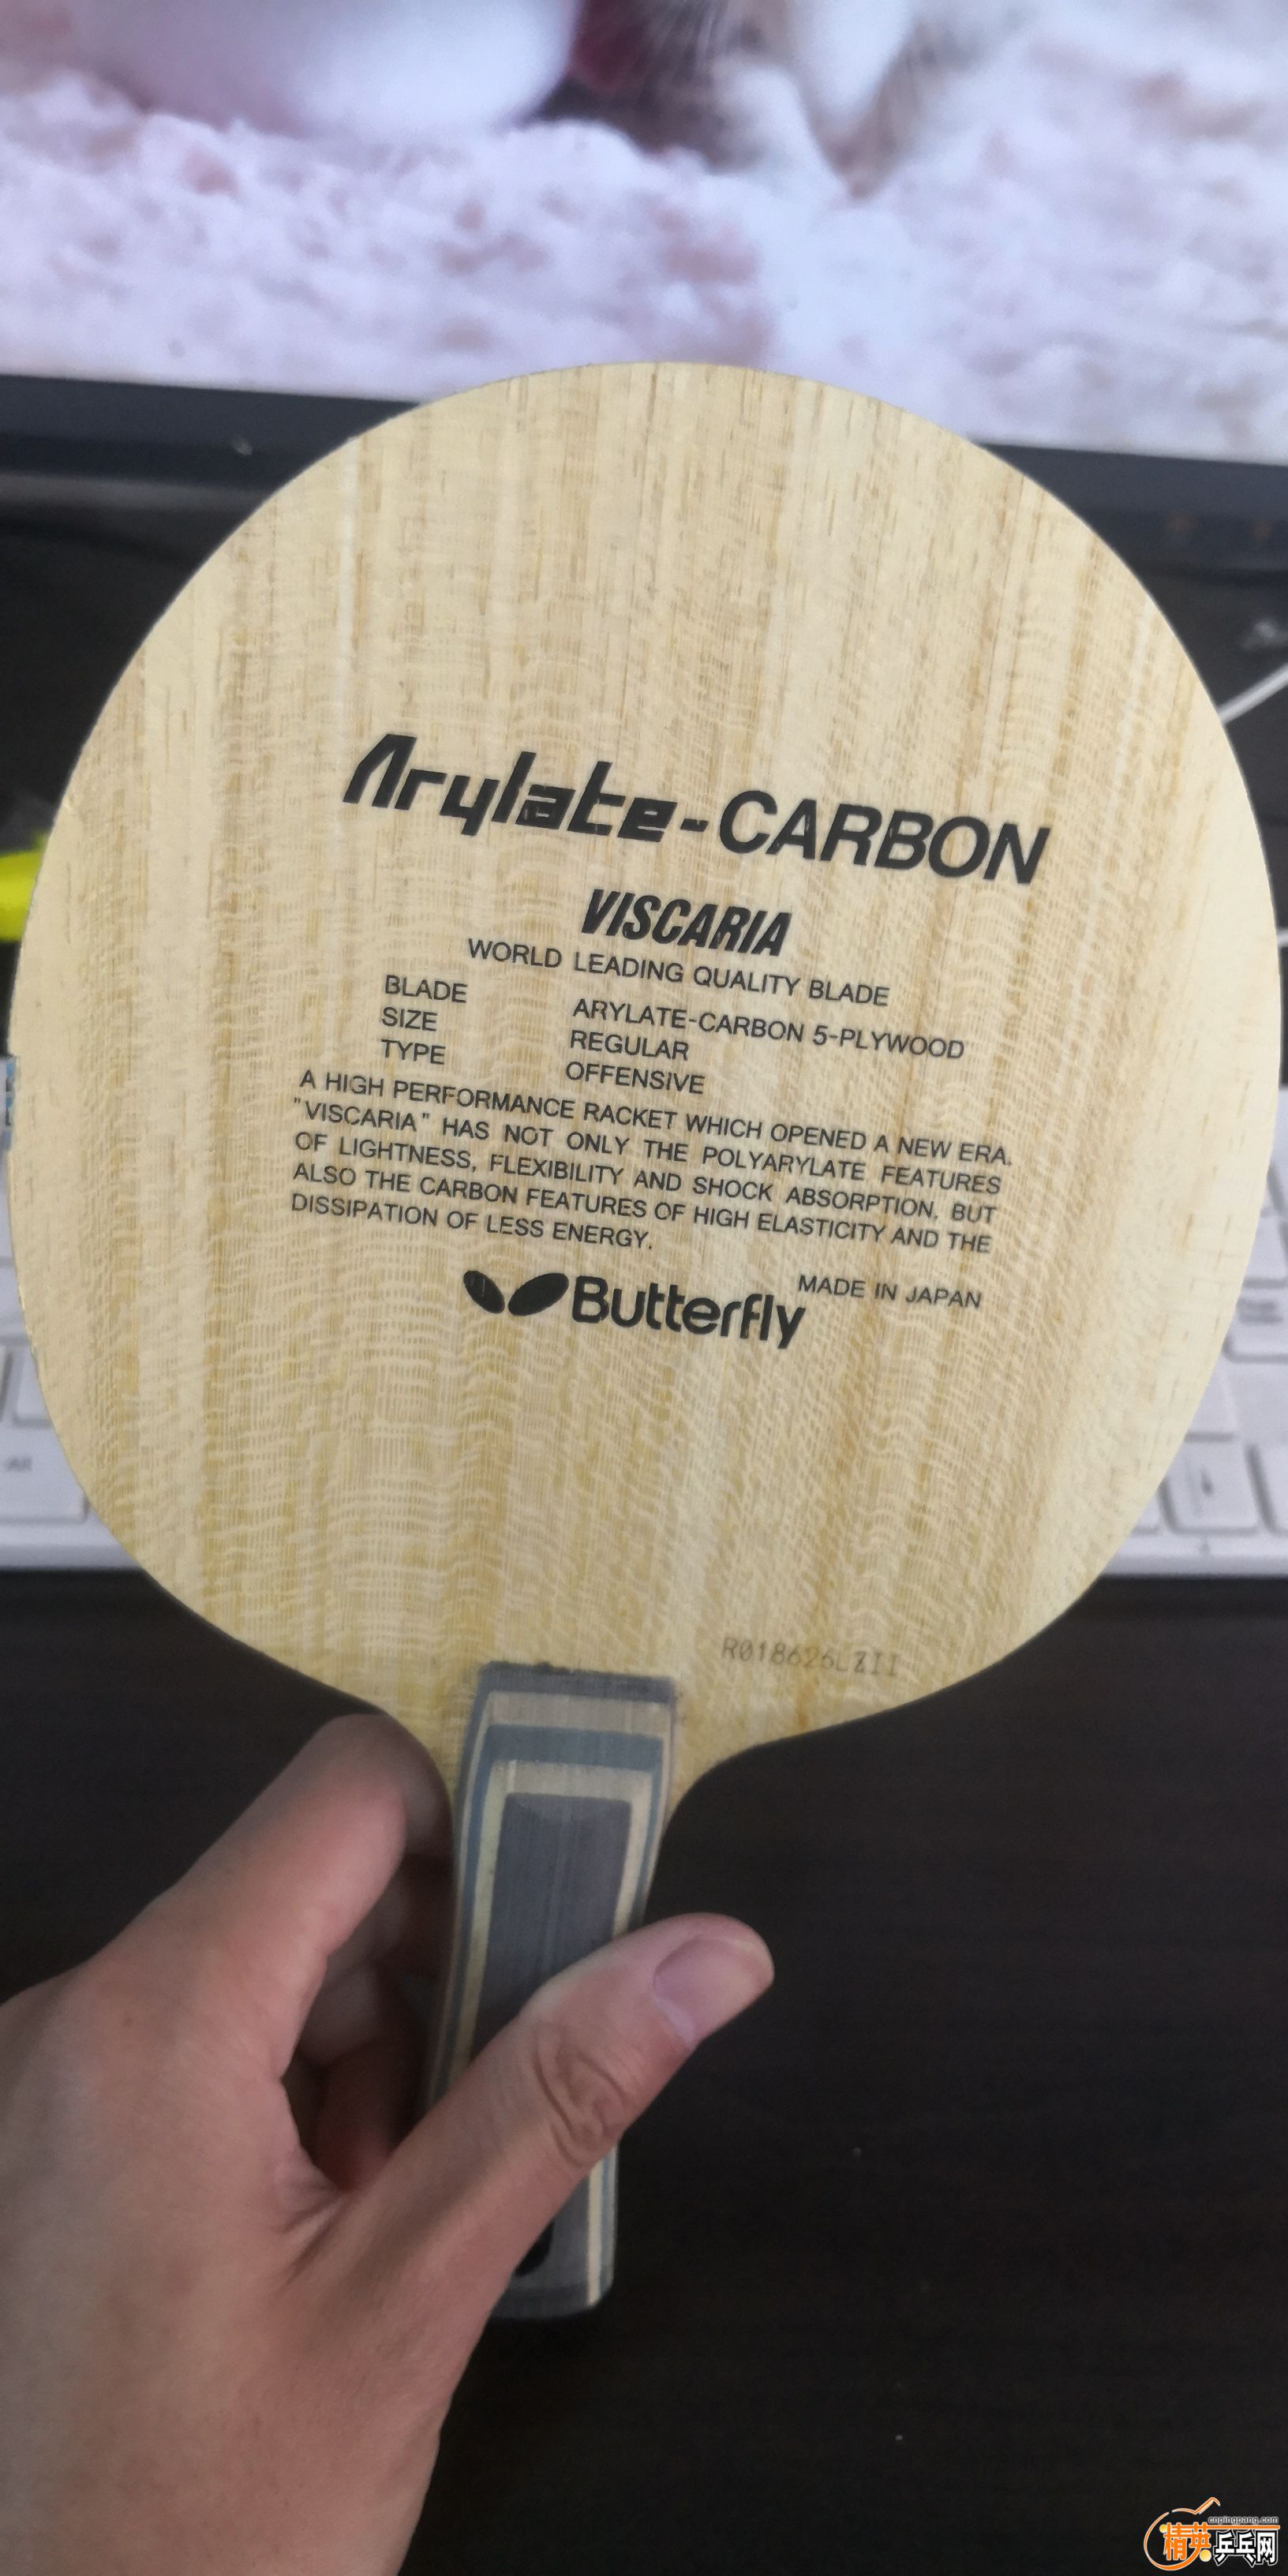 Arylate-CARBON
VISCARIA
WORLD LEADING QUALITY BLADE
BLADE ARYLATE-CARBON 5-PLYWOOD
SIZE REGULAR
TYPE OFFENSIVE
A HIGH PERFORMANCE RACKET WHICH OPENED A NEW ERA.
"VISCARIA" HAS NOT ONLY THE POLYARYLATE FEATURES
OF LIGHTNESS, FLEXIBILITY AND SHOCK ABSORPTION, BUT
ALSO THE CARBON FEATURES OF HIGH ELASTICITY AND THE
DISSIPATION OF LESS ENERGY.
MADE IN JAPAN
Butterfly
cnpingpang.com
精英乒乓网